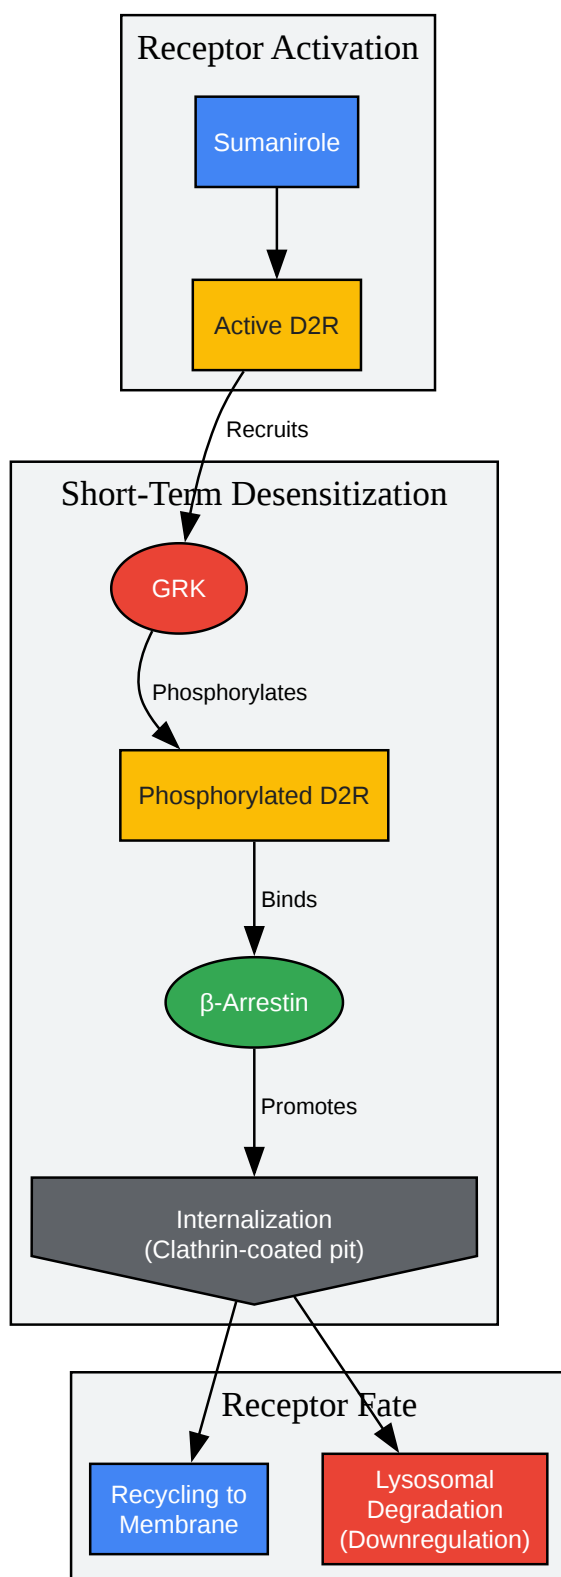 Receptor Activation
Sumanirole
Active D2R
Recruits
Short-Term Desensitization
GRK
Phosphorylates
Phosphorylated D2R
Binds
β-Arrestin
Promotes
Internalization
(Clathrin-coated pit)
Receptor Fate
Recycling to
Membrane
Lysosomal
Degradation
(Downregulation)